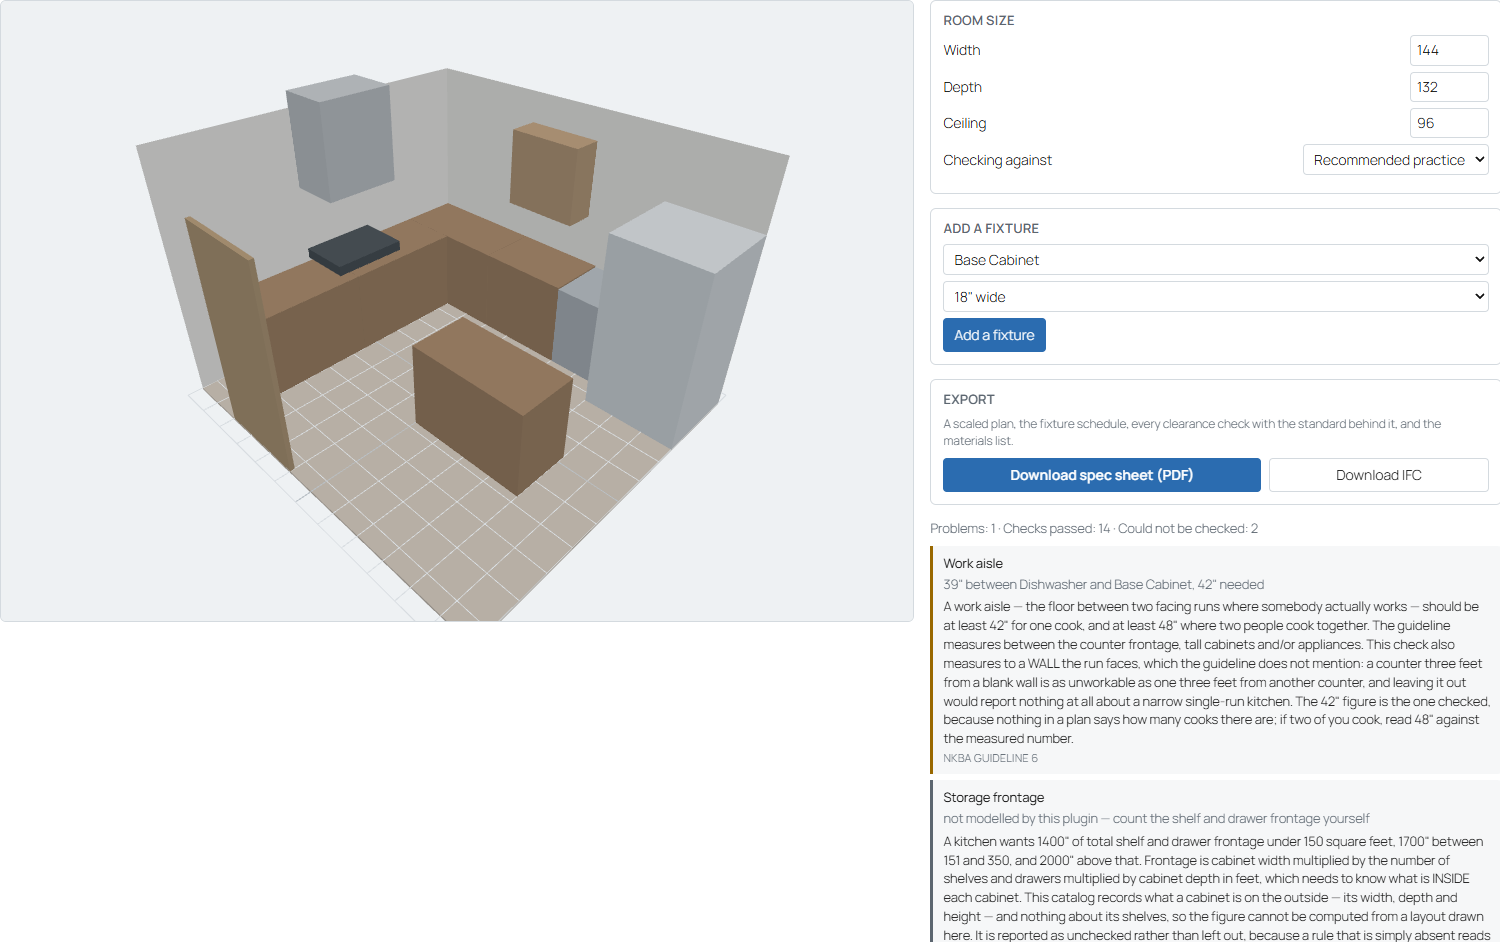 ROOM SIZE
Width
144
Depth
132
Ceiling
96
Checking against
Recommended practice
ADD A FIXTURE
Base Cabinet
18" wide
Add a fixture
EXPORT
A scaled plan, the fixture schedule, every clearance check with the standard behind it, and the
materials list.
Download spec sheet (PDF)
Download IFC
Problems: 1 · Checks passed: 14 · Could not be checked: 2
Work aisle
39" between Dishwasher and Base Cabinet, 42" needed
A work aisle — the floor between two facing runs where somebody actually works — should be
at least 42" for one cook, and at least 48" where two people cook together. The guideline
measures between the counter frontage, tall cabinets and/or appliances. This check also
measures to a WALL the run faces, which the guideline does not mention: a counter three feet
from a blank wall is as unworkable as one three feet from another counter, and leaving it out
would report nothing at all about a narrow single-run kitchen. The 42" figure is the one checked,
because nothing in a plan says how many cooks there are; if two of you cook, read 48" against
the measured number.
NKBA GUIDELINE 6
Storage frontage
not modelled by this plugin — count the shelf and drawer frontage yourself
A kitchen wants 1400" of total shelf and drawer frontage under 150 square feet, 1700" between
151 and 350, and 2000" above that. Frontage is cabinet width multiplied by the number of
shelves and drawers multiplied by cabinet depth in feet, which needs to know what is INSIDE
each cabinet. This catalog records what a cabinet is on the outside — its width, depth and
height — and nothing about its shelves, so the figure cannot be computed from a layout drawn
here. It is reported as unchecked rather than left out, because a rule that is simply absent reads